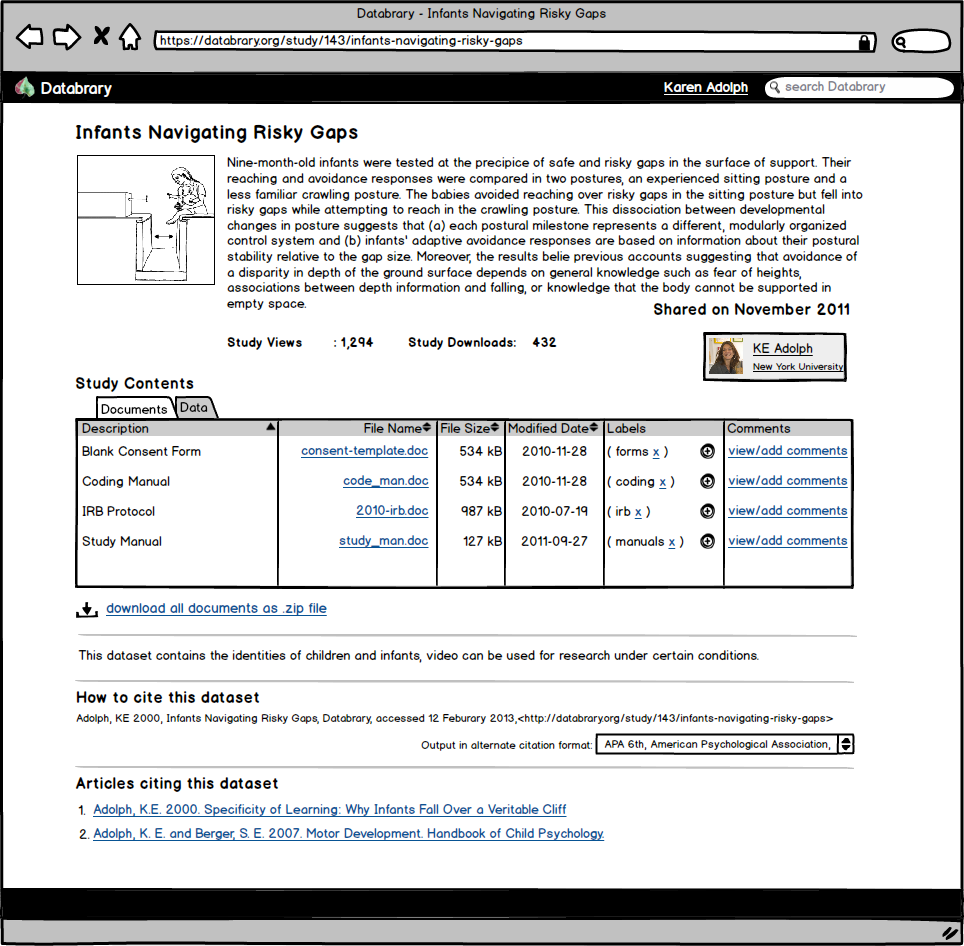 Databrary - Infants Navigating Risky Gaps
https://databrary.org/study/143/infants-navigating-risky-gaps
Databrary
Karen Adolph
search Databrary
Infants Navigating Risky Gaps
Nine-month-old infants were tested at the precipice of safe and risky gaps in the surface of support. Their
reaching and avoidance responses were compared in two postures, an experienced sitting posture and a
less familiar crawling posture. The babies avoided reaching over risky gaps in the sitting posture but fell into
risky gaps while attempting to reach in the crawling posture. This dissociation between developmental
changes in posture suggests that (a) each postural milestone represents a different, modularly organized
control system and (b) infants' adaptive avoidance responses are based on information about their postural
stability relative to the gap size. Moreover, the results belie previous accounts suggesting that avoidance of
a disparity in depth of the ground surface depends on general knowledge such as fear of heights,
associations between depth information and falling, or knowledge that the body cannot be supported in
empty space.
Shared on November 2011
Study Views : 1,294 Study Downloads: 432
KE Adolph
New York University
Study Contents
Documents Data
Description File Name File Size Modified Date Labels Comments
Blank Consent Form consent-template.doc 534 kB 2010-11-28 ( forms x ) view/add comments
Coding Manual code_man.doc 534 kB 2010-11-28 ( coding x ) view/add comments
IRB Protocol 2010-irb.doc 987 kB 2010-07-19 ( irb x ) view/add comments
Study Manual study_man.doc 127 kB 2011-09-27 ( manuals x ) view/add comments
download all documents as .zip file
This dataset contains the identities of children and infants, video can be used for research under certain conditions.
How to cite this dataset
Adolph, KE 2000, Infants Navigating Risky Gaps, Databrary, accessed 12 Feburary 2013,<http://databrary.org/study/143/infants-navigating-risky-gaps>
Output in alternate citation format: APA 6th, American Psychological Association,
Articles citing this dataset
1. Adolph, K.E. 2000. Specificity of Learning: Why Infants Fall Over a Veritable Cliff
2. Adolph, K. E. and Berger, S. E. 2007. Motor Development. Handbook of Child Psychology.